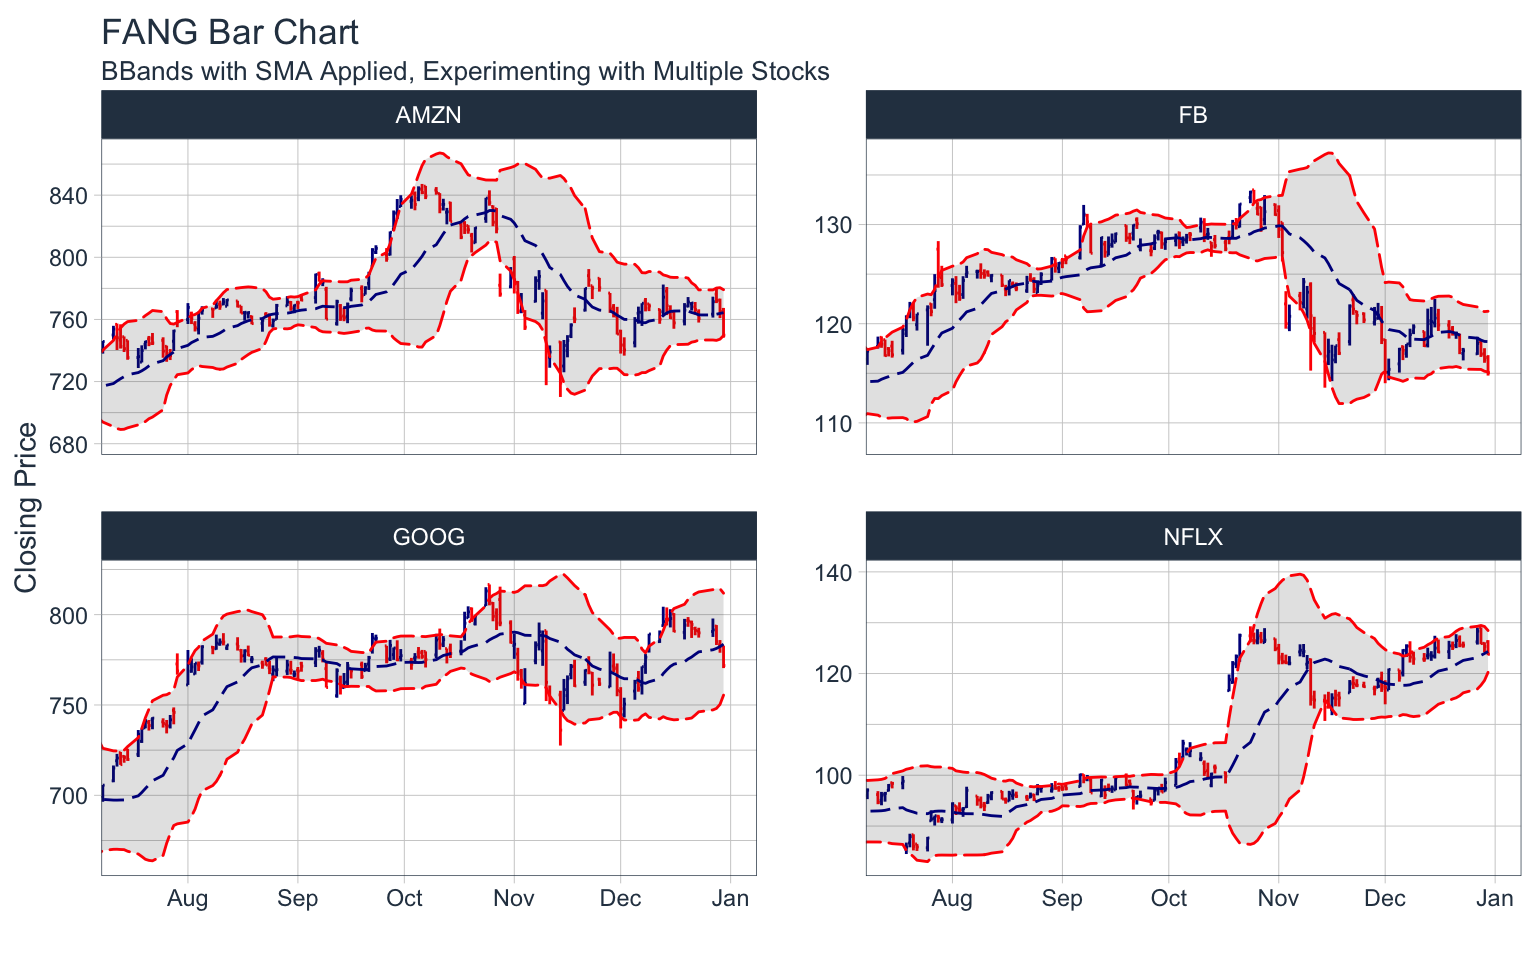 FANG Bar Chart
BBands with SMA Applied, Experimenting with Multiple Stocks
AMZN
FB
840
800
760
720
680
130
120
110
Closing Price
GOOG
NFLX
800
750
700
140
120
100
Aug Sep Oct Nov Dec Jan
Aug Sep Oct Nov Dec Jan